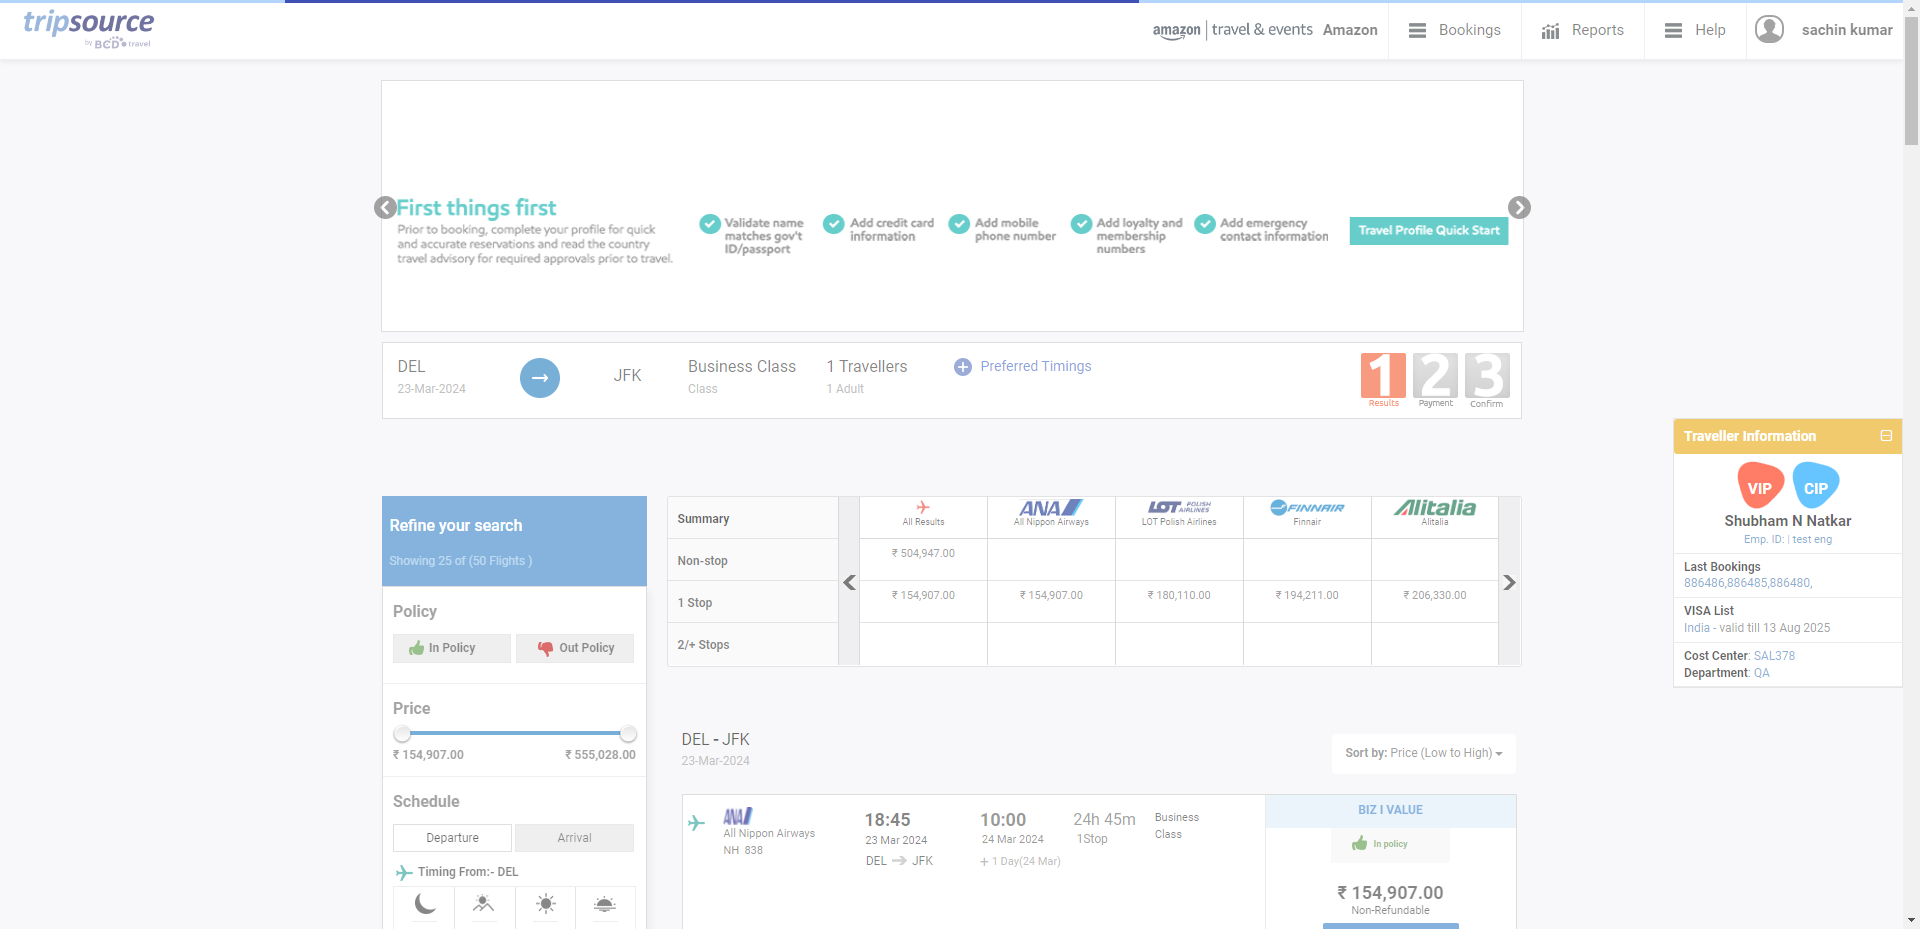 tripsource
by BCD travel
amazon | travel & events Amazon
Bookings
Reports
Help
sachin kumar
First things first
Prior to booking, complete your profile for quick
and accurate reservations and read the country
travel advisory for required approvals prior to travel.
Validate name
matches gov't
ID/passport
Add credit card
information
Add mobile
phone number
Add loyalty and
membership
numbers
Add emergency
contact information
Travel Profile Quick Start
DEL
23-Mar-2024
JFK
Business Class
Class
1 Travellers
1 Adult
Preferred Timings
1
Results
2
Payment
3
Confirm
Traveller Information
VIP
CIP
Shubham N Natkar
Emp. ID: | test eng
Last Bookings
886486,886485,886480,
VISA List
India - valid till 13 Aug 2025
Cost Center: SAL378
Department: QA
Refine your search
Showing 25 of (50 Flights )
Policy
In Policy
Out Policy
Price
₹ 154,907.00
₹ 555,028.00
Schedule
Departure
Arrival
Timing From:- DEL
Summary
All Results
ANA
All Nippon Airways
LOT POLISH AIRLINES
LOT Polish Airlines
FINNAIR
Finnair
Alitalia
Alitalia
Non-stop
₹ 504,947.00
1 Stop
₹ 154,907.00
₹ 154,907.00
₹ 180,110.00
₹ 194,211.00
₹ 206,330.00
2/+ Stops
DEL - JFK
23-Mar-2024
Sort by: Price (Low to High)
ANA
All Nippon Airways
NH 838
18:45
23 Mar 2024
DEL JFK
10:00
24 Mar 2024
+ 1 Day(24 Mar)
24h 45m
1Stop
Business
Class
BIZ I VALUE
In policy
₹ 154,907.00
Non-Refundable